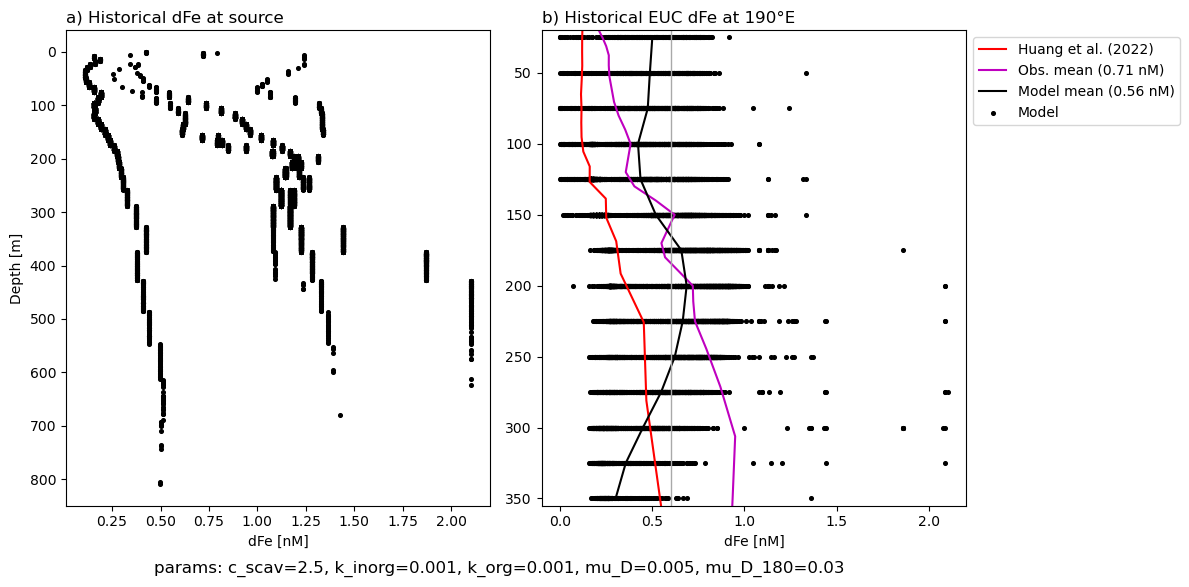 a) Historical dFe at source
b) Historical EUC dFe at 190°E
Huang et al. (2022)
Obs. mean (0.71 nM)
Model mean (0.56 nM)
Model
Depth [m]
0
100
200
300
400
500
600
700
800
0.25
0.50
0.75
1.00
1.25
1.50
1.75
2.00
dFe [nM]
50
100
150
200
250
300
350
0.0
0.5
1.0
1.5
2.0
dFe [nM]
params: c_scav=2.5, k_inorg=0.001, k_org=0.001, mu_D=0.005, mu_D_180=0.03